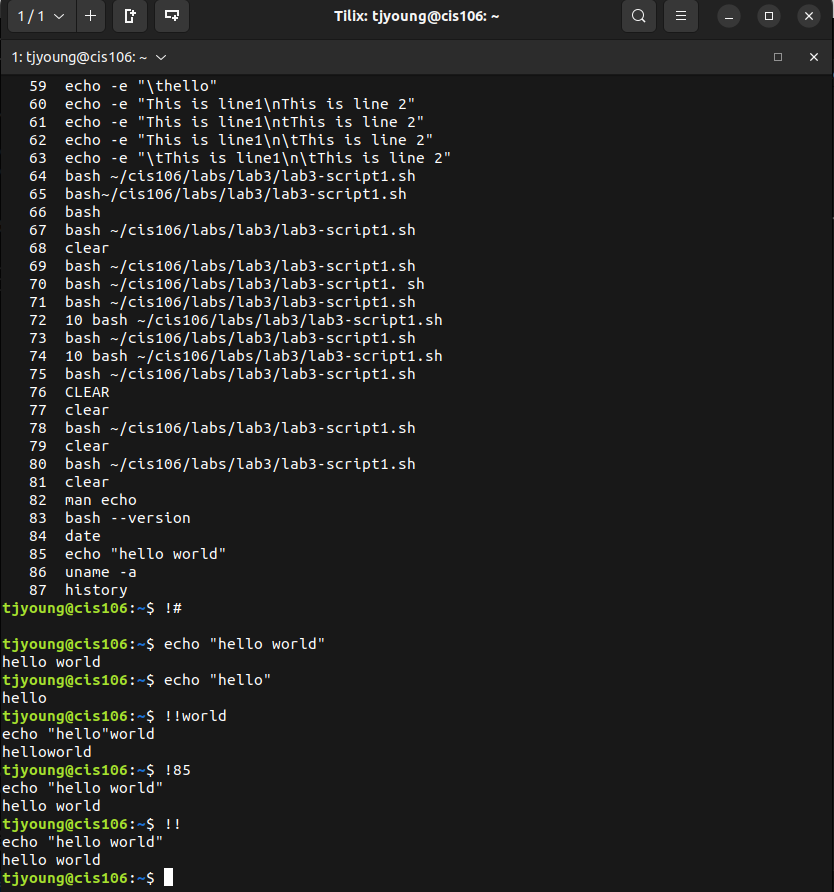 1 / 1
Tilix: tjyoung@cis106: ~
1: tjyoung@cis106: ~
59 echo -e "\thello"
60 echo -e "This is line1\nThis is line 2"
61 echo -e "This is line1\ntThis is line 2"
62 echo -e "This is line1\n\tThis is line 2"
63 echo -e "\tThis is line1\n\tThis is line 2"
64 bash ~/cis106/labs/lab3/lab3-script1.sh
65 bash~/cis106/labs/lab3/lab3-script1.sh
66 bash
67 bash ~/cis106/labs/lab3/lab3-script1.sh
68 clear
69 bash ~/cis106/labs/lab3/lab3-script1.sh
70 bash ~/cis106/labs/lab3/lab3-script1. sh
71 bash ~/cis106/labs/lab3/lab3-script1.sh
72 10 bash ~/cis106/labs/lab3/lab3-script1.sh
73 bash ~/cis106/labs/lab3/lab3-script1.sh
74 10 bash ~/cis106/labs/lab3/lab3-script1.sh
75 bash ~/cis106/labs/lab3/lab3-script1.sh
76 CLEAR
77 clear
78 bash ~/cis106/labs/lab3/lab3-script1.sh
79 clear
80 bash ~/cis106/labs/lab3/lab3-script1.sh
81 clear
82 man echo
83 bash --version
84 date
85 echo "hello world"
86 uname -a
87 history
tjyoung@cis106:~$ !#
tjyoung@cis106:~$ echo "hello world"
hello world
tjyoung@cis106:~$ echo "hello"
hello
tjyoung@cis106:~$ !!world
echo "hello"world
helloworld
tjyoung@cis106:~$ !85
echo "hello world"
hello world
tjyoung@cis106:~$ !!
echo "hello world"
hello world
tjyoung@cis106:~$